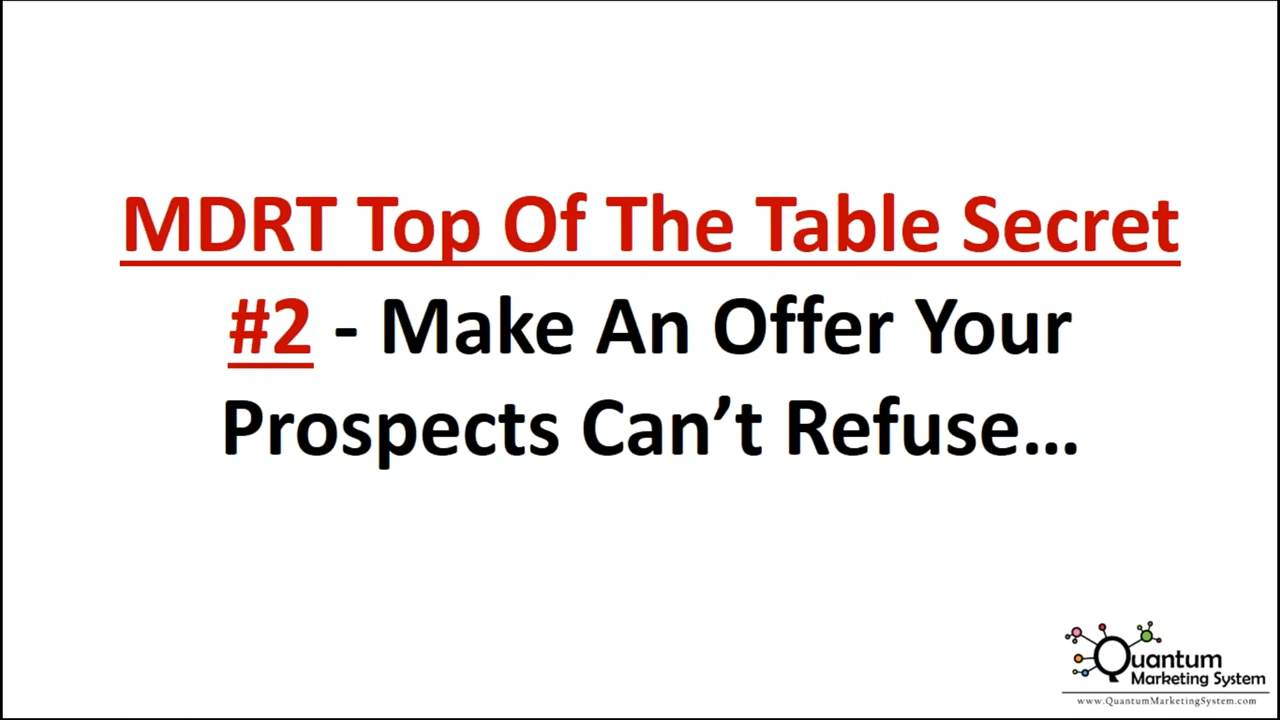 MDRT Top Of The Table Secret
#2 - Make An Offer Your
Prospects Can’t Refuse…
Quantum
Marketing System
www.QuantumMarketingSystem.com